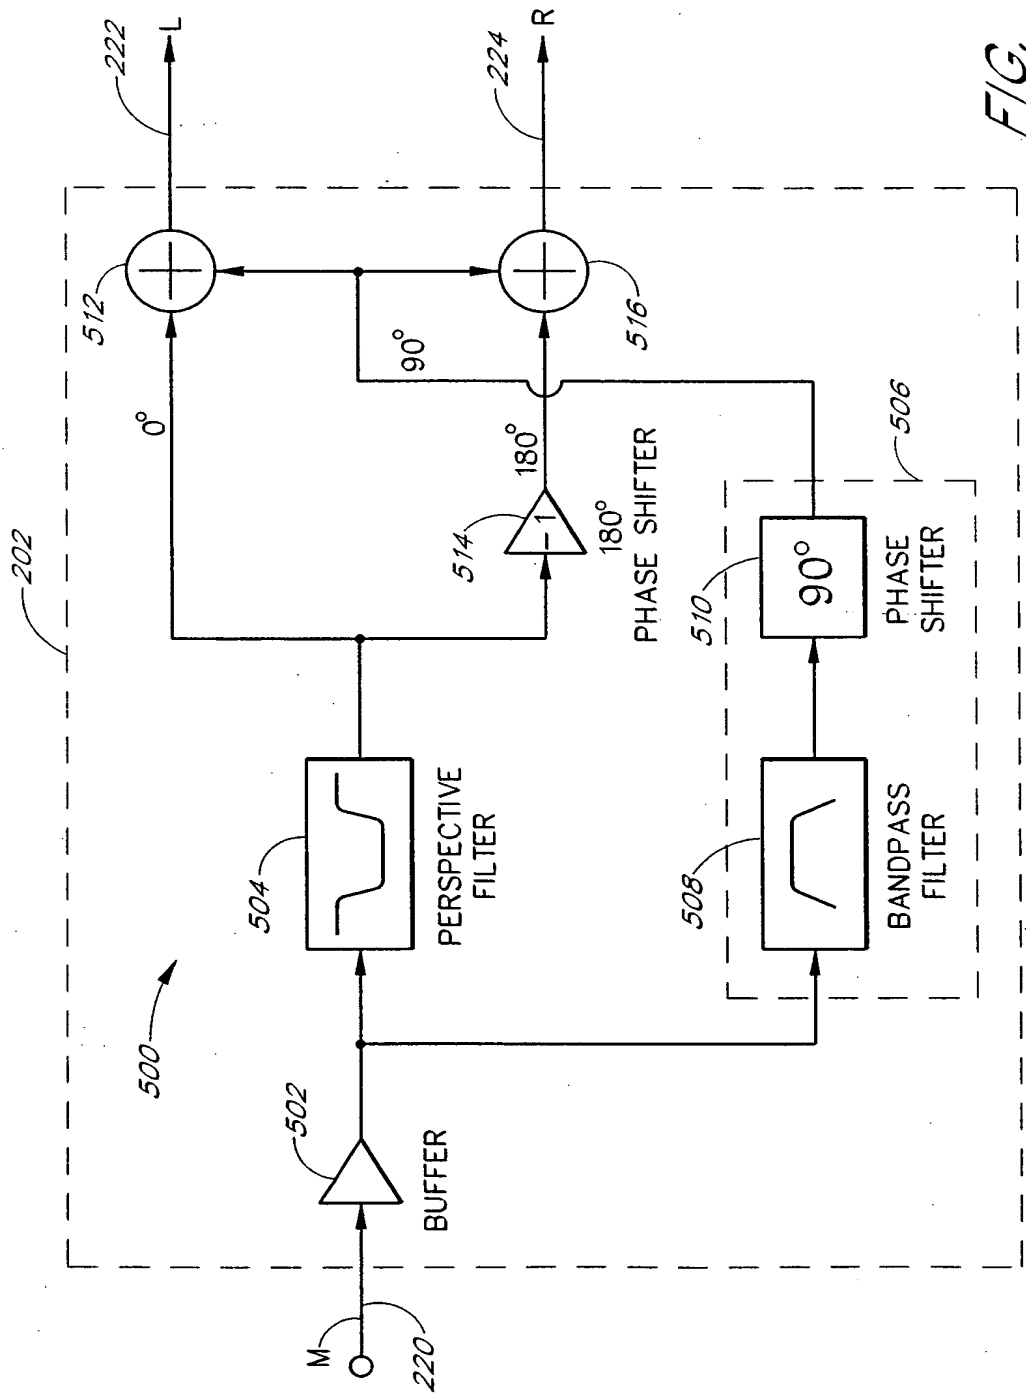 202
500
M
220
502
BUFFER
504
PERSPECTIVE
FILTER
0°
512
222
L
514
-1
180°
180°
PHASE SHIFTER
90°
516
224
R
506
508
BANDPASS
FILTER
510
90°
PHASE
SHIFTER
FIG.